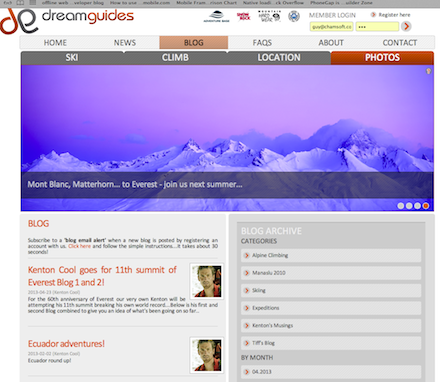 offline web
veloper blog
How to use
mobile.com
Mobile Fram
rison Chart
ck Overflow
PhoneGap.is
uilder Zone
dreamguides
MEMBER LOGIN
Register here
guy@chamsoft.co
HOME NEWS BLOG FAQS ABOUT CONTACT
SKI CLIMB LOCATION PHOTOS
Mont Blanc, Matterhorn... to Everest - join us next summer...
BLOG
Subscribe to a 'blog email alert' when a new blog is posted by registering an
account with us. Click here and follow the simple instructions...it takes about 30
seconds!
Kenton Cool goes for 11th summit of
Everest Blog 1 and 2!
(Kenton Cool)
For the 60th anniversary of Everest our very own Kenton will be
attempting his 11th summit breaking his own world record...Below is his first and
second Blog combined to give you an idea of what's been going on so far...
Ecuador adventures!
2013-02-02 (Kenton Cool)
Ecuador round up!
BLOG ARCHIVE
CATEGORIES
Alpine Climbing
Manaslu 2010
Skiing
Expeditions
Kenton's Musings
Tiff's Blog
BY MONTH
04.2013